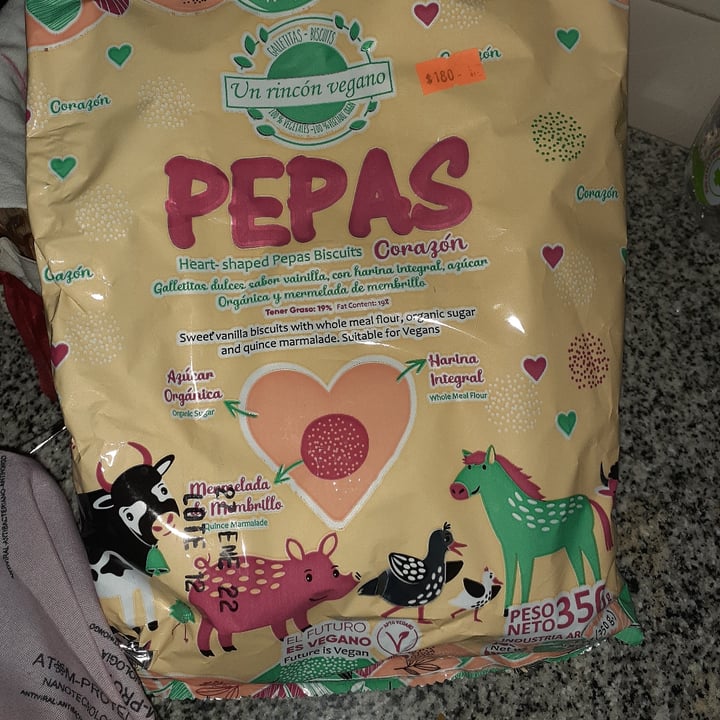 GALLETITAS - BISCUITS
Un rincón vegano
$180
Corazón
Corazón
PEPAS
Heart-shaped Pepas Biscuits Corazón
Galletitas dulces sabor vainilla, con harina integral, azúcar
Orgánica y mermelada de membrillo
Tenor Graso: 19% Fat Content: 19%
Sweet vanilla biscuits with whole meal flour, organic sugar
and quince marmalade. Suitable for Vegans
Azúcar
Orgánica
Organic Sugar
Harina
Integral
Whole Meal Flour
Mermelada
Membrillo
Quince Marmalade
27 ENE 22
LOTE
EL FUTURO
ES VEGANO
Future is Vegan
PESO
NETO 350
INDUSTRIA